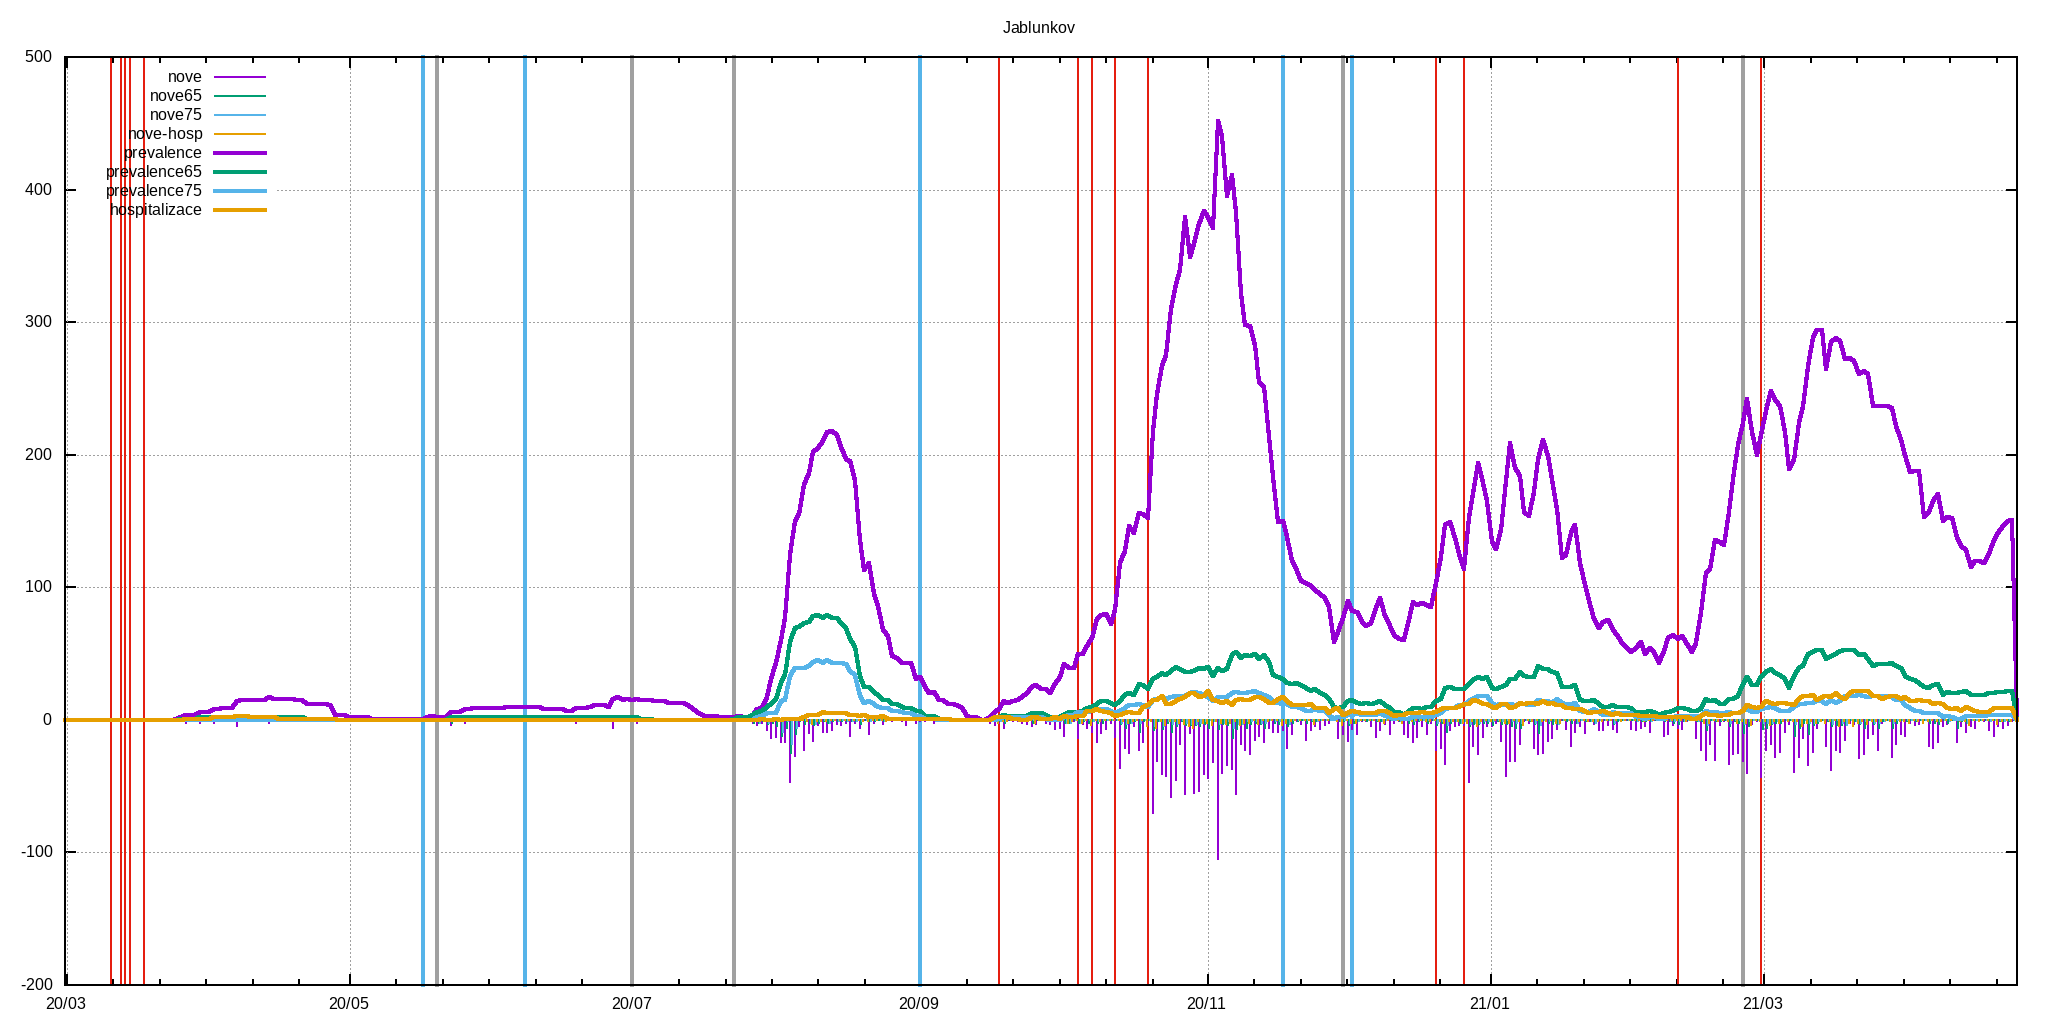 Jablunkov
500
400
300
200
100
0
-100
-200
nove
nove65
nove75
nove-hosp
prevalence
prevalence65
prevalence75
hospitalizace
20/03
20/05
20/07
20/09
20/11
21/01
21/03